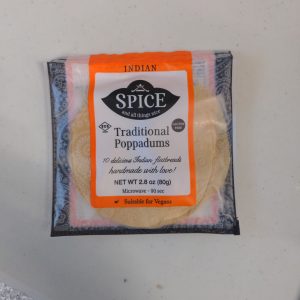 INDIAN
SPICE
and all things nice
Traditional
Poppadums
10 delicious Indian flatbreads
handmade with love!
NET WT 2.8 oz (80g)
Microwave - 90 sec
Suitable for Vegans